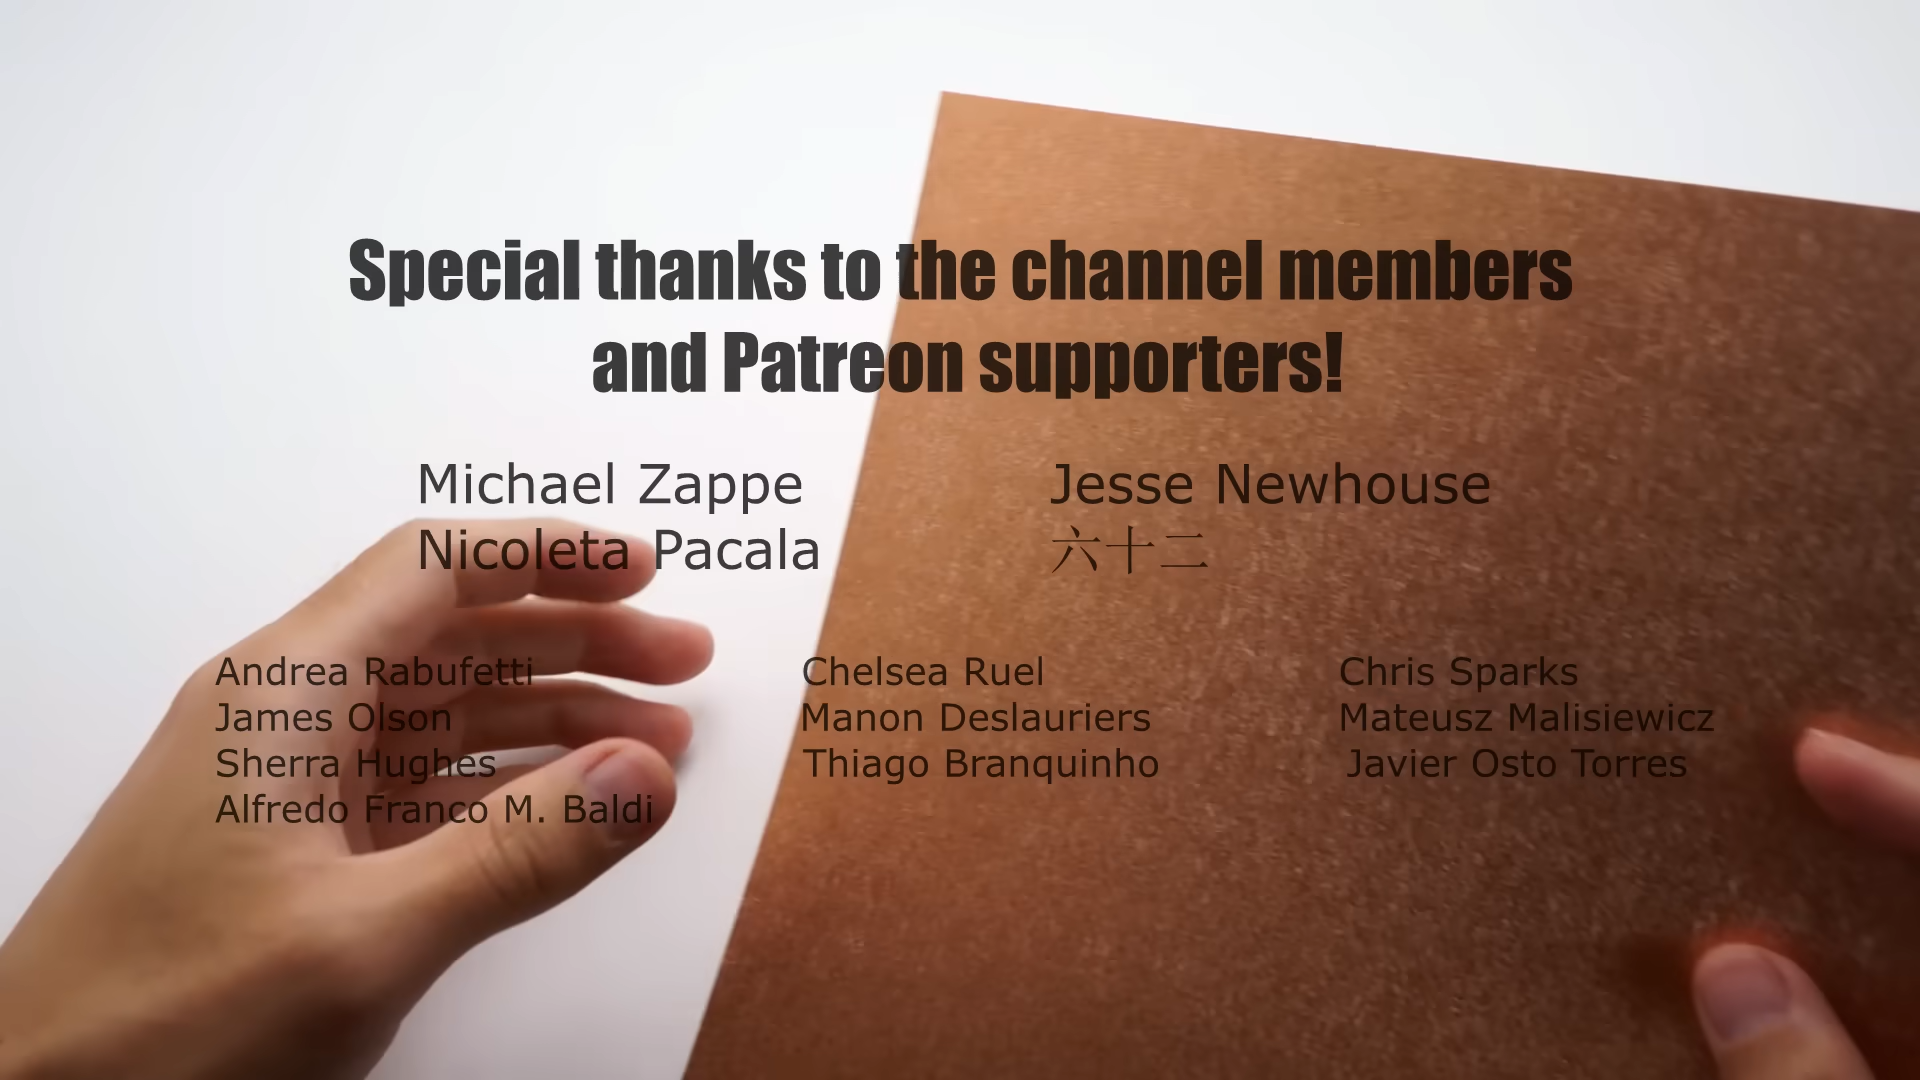 Special thanks to the channel members
and Patreon supporters!
Michael Zappe
Nicoleta Pacala
Jesse Newhouse
六十二
Andrea Rabufetti
James Olson
Sherra Hughes
Alfredo Franco M. Baldi
Chelsea Ruel
Manon Deslauriers
Thiago Branquinho
Chris Sparks
Mateusz Malisiewicz
Javier Osto Torres